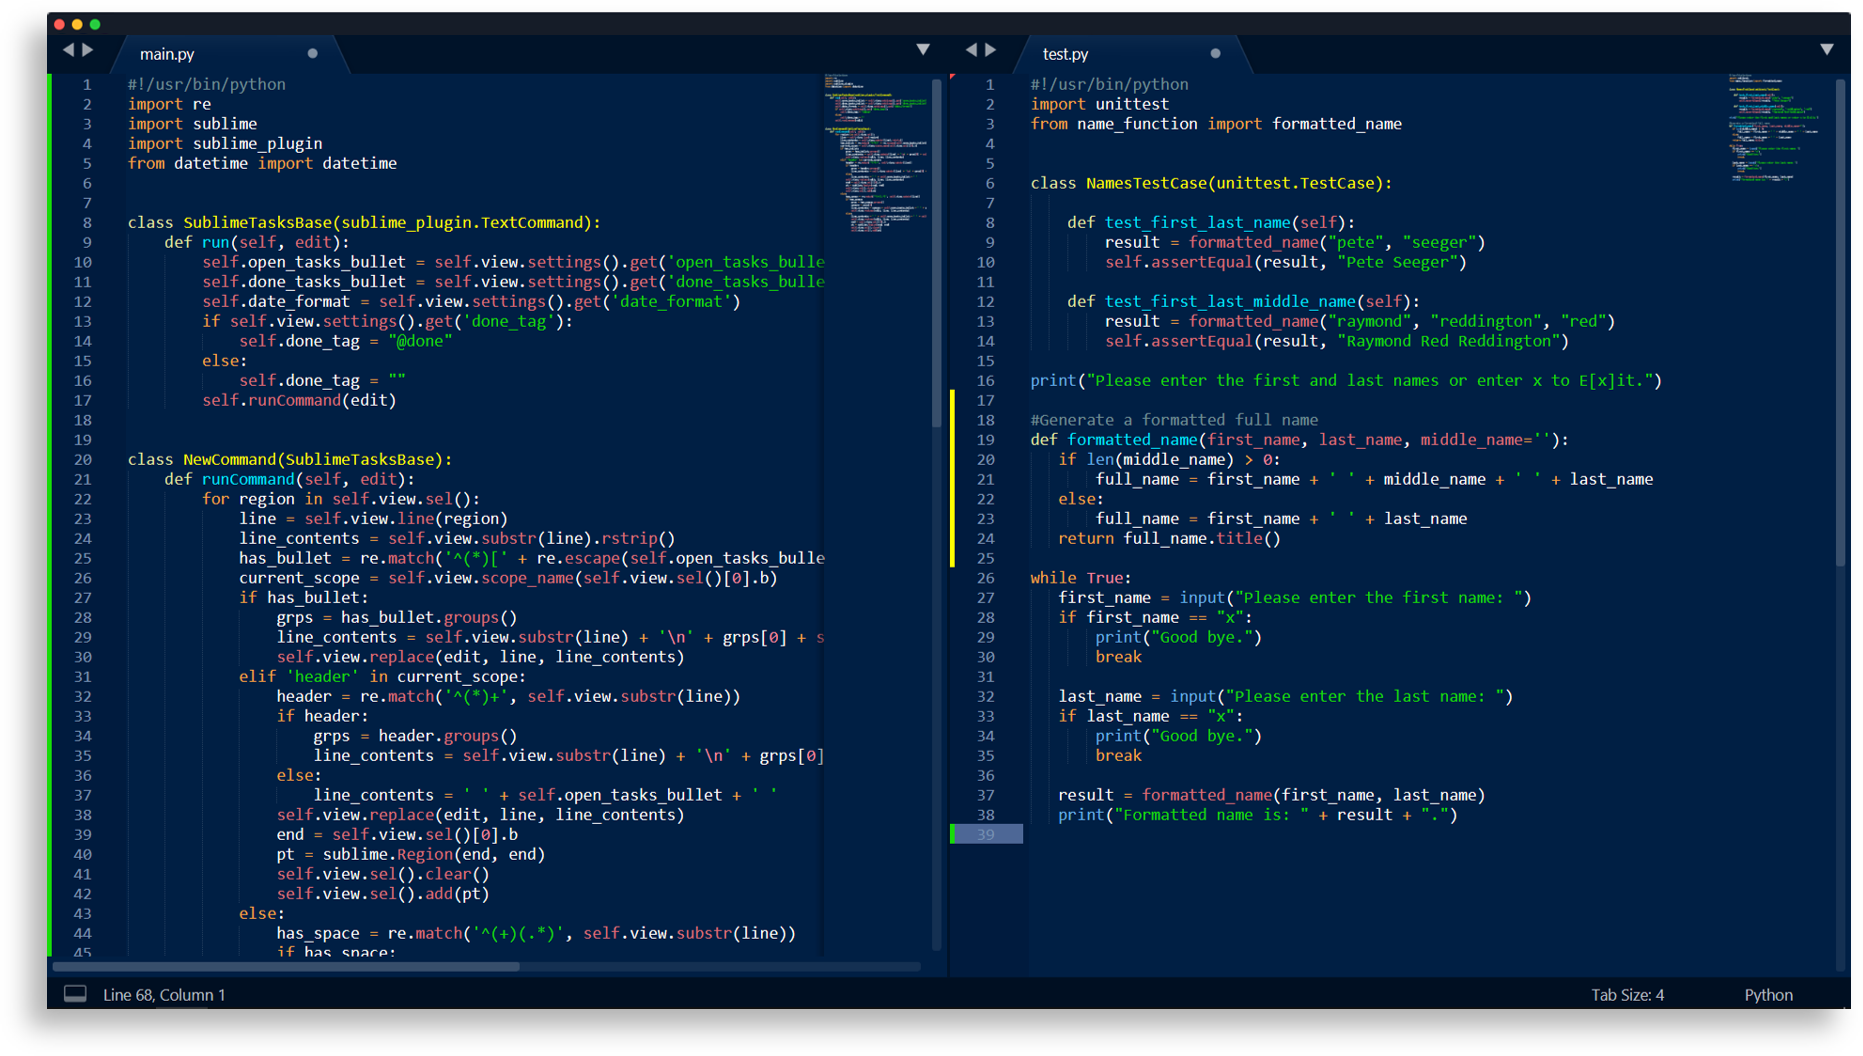 main.py
1 #!/usr/bin/python
2 import re
3 import sublime
4 import sublime_plugin
5 from datetime import datetime
6
7
8 class SublimeTasksBase(sublime_plugin.TextCommand):
9 def run(self, edit):
10 self.open_tasks_bullet = self.view.settings().get('open_tasks_bulle
11 self.done_tasks_bullet = self.view.settings().get('done_tasks_bulle
12 self.date_format = self.view.settings().get('date_format')
13 if self.view.settings().get('done_tag'):
14 self.done_tag = "@done"
15 else:
16 self.done_tag = ""
17 self.runCommand(edit)
18
19
20 class NewCommand(SublimeTasksBase):
21 def runCommand(self, edit):
22 for region in self.view.sel():
23 line = self.view.line(region)
24 line_contents = self.view.substr(line).rstrip()
25 has_bullet = re.match('^(*)[' + re.escape(self.open_tasks_bulle
26 current_scope = self.view.scope_name(self.view.sel()[0].b)
27 if has_bullet:
28 grps = has_bullet.groups()
29 line_contents = self.view.substr(line) + '\n' + grps[0] + s
30 self.view.replace(edit, line, line_contents)
31 elif 'header' in current_scope:
32 header = re.match('^(*)+', self.view.substr(line))
33 if header:
34 grps = header.groups()
35 line_contents = self.view.substr(line) + '\n' + grps[0]
36 else:
37 line_contents = ' ' + self.open_tasks_bullet + ' '
38 self.view.replace(edit, line, line_contents)
39 end = self.view.sel()[0].b
40 pt = sublime.Region(end, end)
41 self.view.sel().clear()
42 self.view.sel().add(pt)
43 else:
44 has_space = re.match('^(+)(.*)', self.view.substr(line))
45 if has_space:
test.py
1 #!/usr/bin/python
2 import unittest
3 from name_function import formatted_name
4
5
6 class NamesTestCase(unittest.TestCase):
7
8 def test_first_last_name(self):
9 result = formatted_name("pete", "seeger")
10 self.assertEqual(result, "Pete Seeger")
11
12 def test_first_last_middle_name(self):
13 result = formatted_name("raymond", "reddington", "red")
14 self.assertEqual(result, "Raymond Red Reddington")
15
16 print("Please enter the first and last names or enter x to E[x]it.")
17
18 #Generate a formatted full name
19 def formatted_name(first_name, last_name, middle_name=''):
20 if len(middle_name) > 0:
21 full_name = first_name + ' ' + middle_name + ' ' + last_name
22 else:
23 full_name = first_name + ' ' + last_name
24 return full_name.title()
25
26 while True:
27 first_name = input("Please enter the first name: ")
28 if first_name == "x":
29 print("Good bye.")
30 break
31
32 last_name = input("Please enter the last name: ")
33 if last_name == "x":
34 print("Good bye.")
35 break
36
37 result = formatted_name(first_name, last_name)
38 print("Formatted name is: " + result + ".")
39
Line 68, Column 1
Tab Size: 4
Python